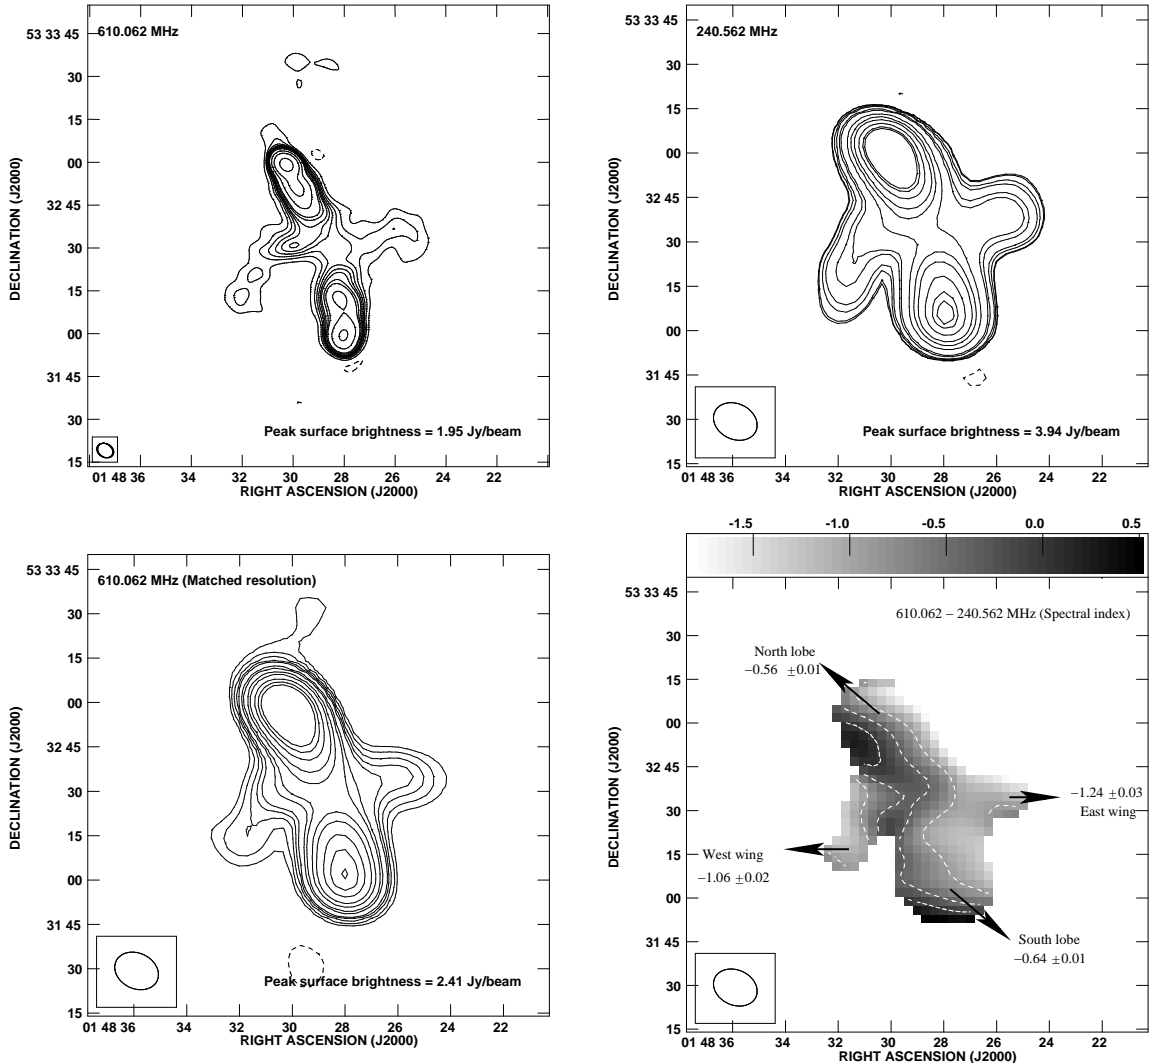 610.062 MHz
53 33 45
30
15
00
32 45
30
15
00
31 45
30
15
DECLINATION (J2000)
Peak surface brightness = 1.95 Jy/beam
01 48 36
34
32
30
28
26
24
22
RIGHT ASCENSION (J2000)
240.562 MHz
53 33 45
30
15
00
32 45
30
15
00
31 45
30
15
DECLINATION (J2000)
Peak surface brightness = 3.94 Jy/beam
01 48 36
34
32
30
28
26
24
22
RIGHT ASCENSION (J2000)
610.062 MHz (Matched resolution)
53 33 45
30
15
00
32 45
30
15
00
31 45
30
15
DECLINATION (J2000)
Peak surface brightness = 2.41 Jy/beam
01 48 36
34
32
30
28
26
24
22
RIGHT ASCENSION (J2000)
-1.5
-1.0
-0.5
0.0
0.5
610.062 − 240.562 MHz (Spectral index)
53 33 45
30
15
00
32 45
30
15
00
31 45
30
15
DECLINATION (J2000)
North lobe
−0.56 ±0.01
−1.24 ±0.03
East wing
West wing
−1.06 ±0.02
South lobe
−0.64 ±0.01
01 48 36
34
32
30
28
26
24
22
RIGHT ASCENSION (J2000)